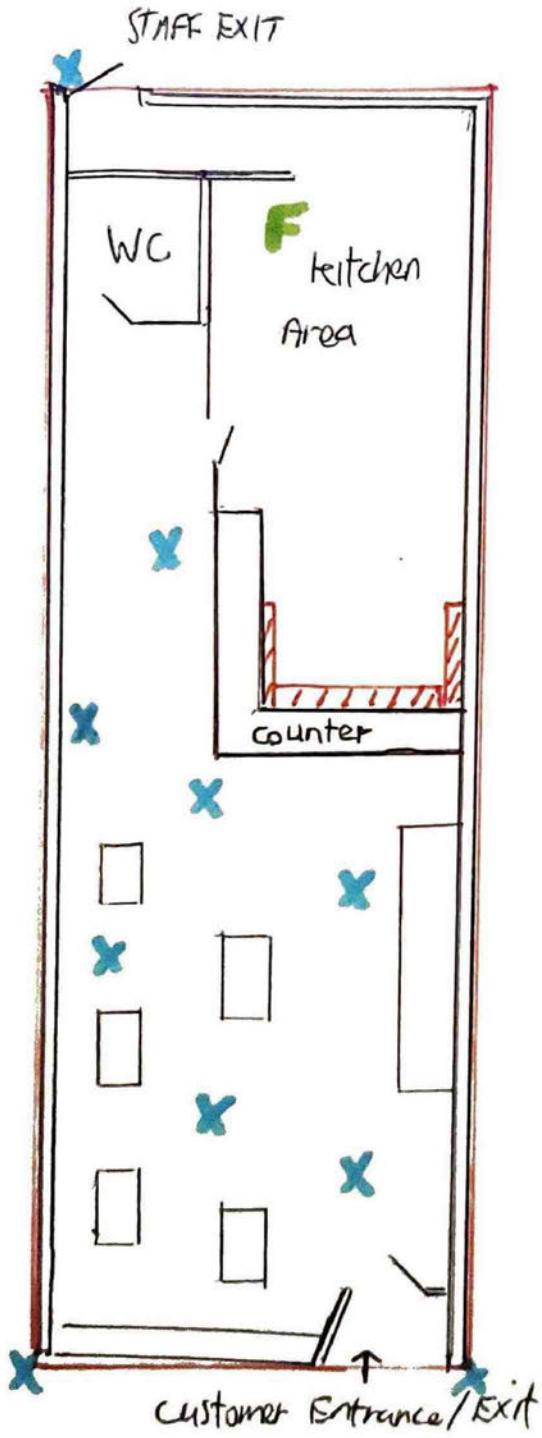 STAFF EXIT
X
WC
F
kitchen
Area
X
X
counter
X
X
X
X
X
X
X
Customer Entrance/Exit